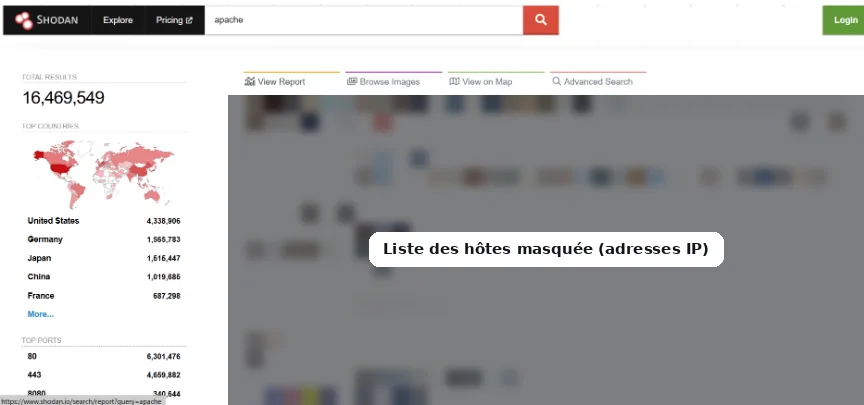 SHODAN Explore Pricing apache Login
TOTAL RESULTS
16,469,549
TOP COUNTRIES
United States 4,338,906
Germany 1,565,783
Japan 1,516,447
China 1,019,686
France 687,298
More...
TOP PORTS
80 6,301,476
443 4,659,882
8080 340,644
View Report Browse Images View on Map Advanced Search
Liste des hôtes masquée (adresses IP)
https://www.shodan.io/search/report?query=apache